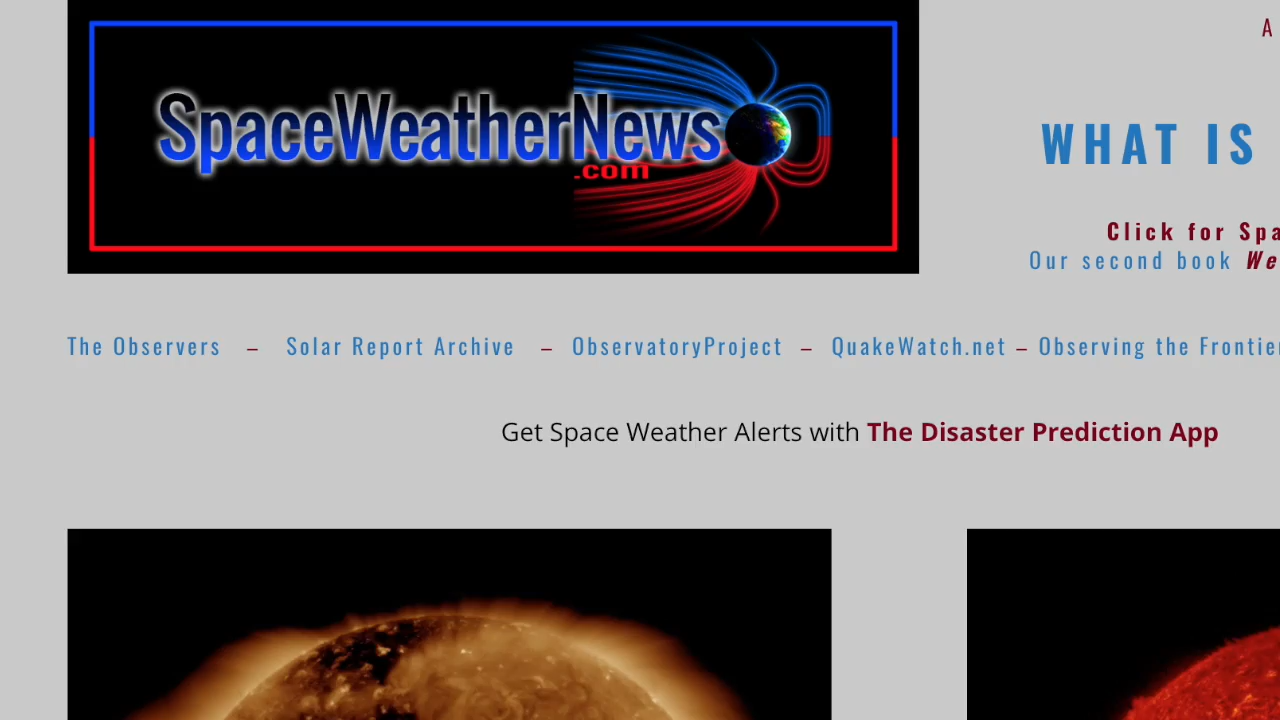 A
SpaceWeatherNews
.com
WHAT IS
Click for Spa
Our second book We
The Observers – Solar Report Archive – ObservatoryProject – QuakeWatch.net – Observing the Frontier
Get Space Weather Alerts with The Disaster Prediction App